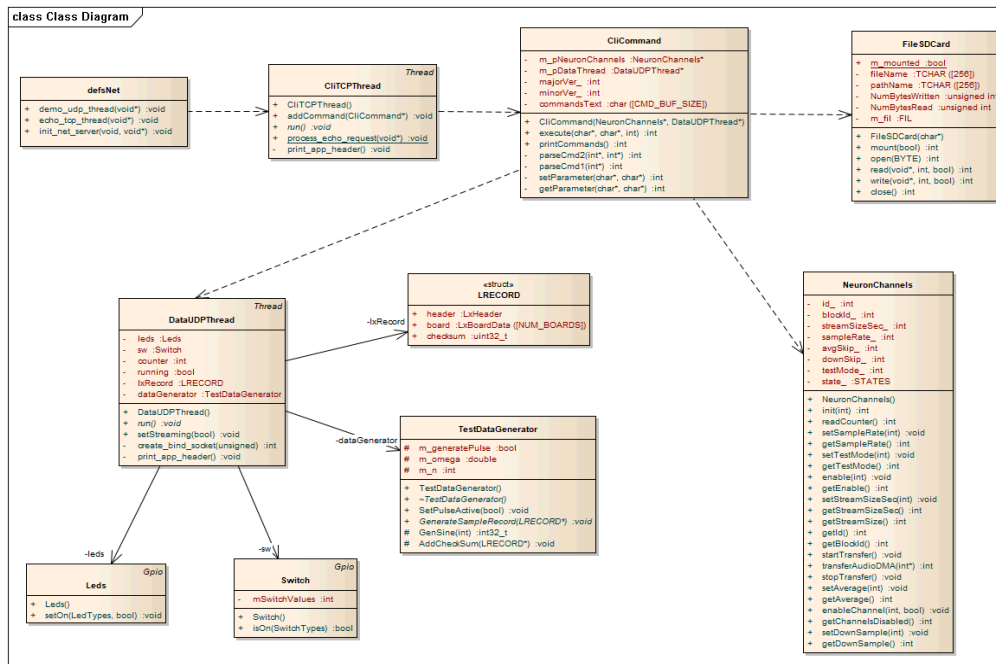 class Class Diagram
defsNet
+ demo_udp_thread(void*) :void
+ echo_tcp_thread(void*) :void
+ init_net_server(void, void*) :void
Thread
CliTCPThread
+ CliTCPThread()
+ addCommand(CliCommand*) :void
+ run() :void
+ process_echo_request(void*) :void
- print_app_header() :void
CliCommand
- m_pNeuronChannels :NeuronChannels*
- m_pDataThread :DataUDPThread*
- majorVer_ :int
- minorVer_ :int
- commandsText :char ([CMD_BUF_SIZE])
+ CliCommand(NeuronChannels*, DataUDPThread*)
+ execute(char*, char*, int) :int
+ printCommands() :int
- parseCmd2(int*, int*) :int
- parseCmd1(int*) :int
- setParameter(char*, char*) :int
- getParameter(char*, char*) :int
FileSDCard
+ m_mounted :bool
- fileName :TCHAR ([256])
- pathName :TCHAR ([256])
- NumBytesWritten :unsigned int
- NumBytesRead :unsigned int
- m_fil :FIL
+ FileSDCard(char*)
+ mount(bool) :int
+ open(BYTE) :int
+ read(void*, int, bool) :int
+ write(void*, int, bool) :int
+ close() :int
Thread
DataUDPThread
- leds :Leds
- sw :Switch
- counter :int
- running :bool
- lxRecord :LRECORD
- dataGenerator :TestDataGenerator
+ DataUDPThread()
+ run() :void
+ setStreaming(bool) :void
- create_bind_socket(unsigned) :int
- print_app_header() :void
-lxRecord
«struct»
LRECORD
+ header :LxHeader
+ board :LxBoardData ([NUM_BOARDS])
+ checksum :uint32_t
-dataGenerator
TestDataGenerator
# m_generatePulse :bool
# m_omega :double
# m_n :int
+ TestDataGenerator()
+ ~TestDataGenerator()
+ SetPulseActive(bool) :void
+ GenerateSampleRecord(LRECORD*) :void
# GenSine(int) :int32_t
# AddCheckSum(LRECORD*) :void
NeuronChannels
- id_ :int
- blockId_ :int
- streamSizeSec_ :int
- sampleRate_ :int
- avgSkip_ :int
- downSkip_ :int
- testMode_ :int
- state_ :STATES
+ NeuronChannels()
+ init(int) :int
+ readCounter() :int
+ setSampleRate(int) :void
+ getSampleRate() :int
+ setTestMode(int) :void
+ getTestMode() :int
+ enable(int) :void
+ getEnable() :int
+ setStreamSizeSec(int) :void
+ getStreamSizeSec() :int
+ getStreamSize() :int
+ getId() :int
+ getBlockId() :int
+ startTransfer() :void
+ transferAudioDMA(int*) :int
+ stopTransfer() :void
+ setAverage(int) :void
+ getAverage() :int
+ enableChannel(int, bool) :void
+ getChannelsDisabled() :int
+ setDownSample(int) :void
+ getDownSample() :int
-leds
Gpio
Leds
+ Leds()
+ setOn(LedTypes, bool) :void
-sw
Gpio
Switch
- mSwitchValues :int
+ Switch()
+ isOn(SwitchTypes) :bool